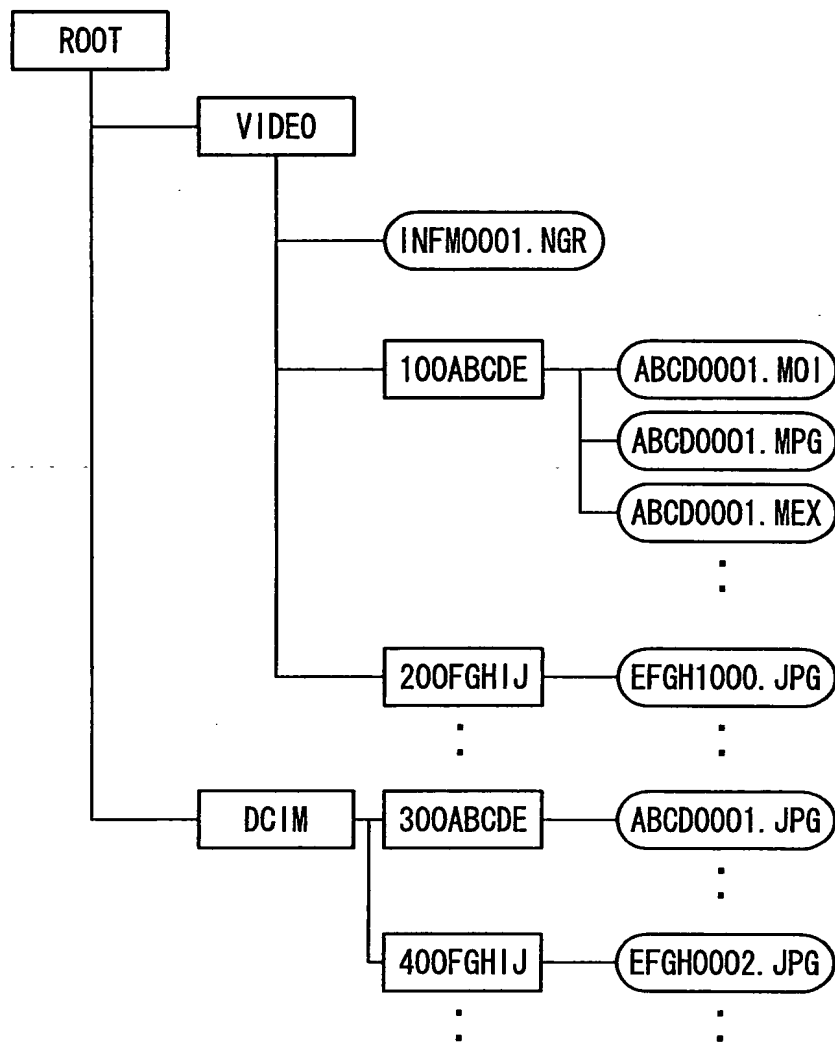 ROOT
VIDEO
INFM0001.NGR
100ABCDE
ABCD0001.MOI
ABCD0001.MPG
ABCD0001.MEX
200FGHIJ
EFGH1000.JPG
DCIM
300ABCDE
ABCD0001.JPG
400FGHIJ
EFGH0002.JPG